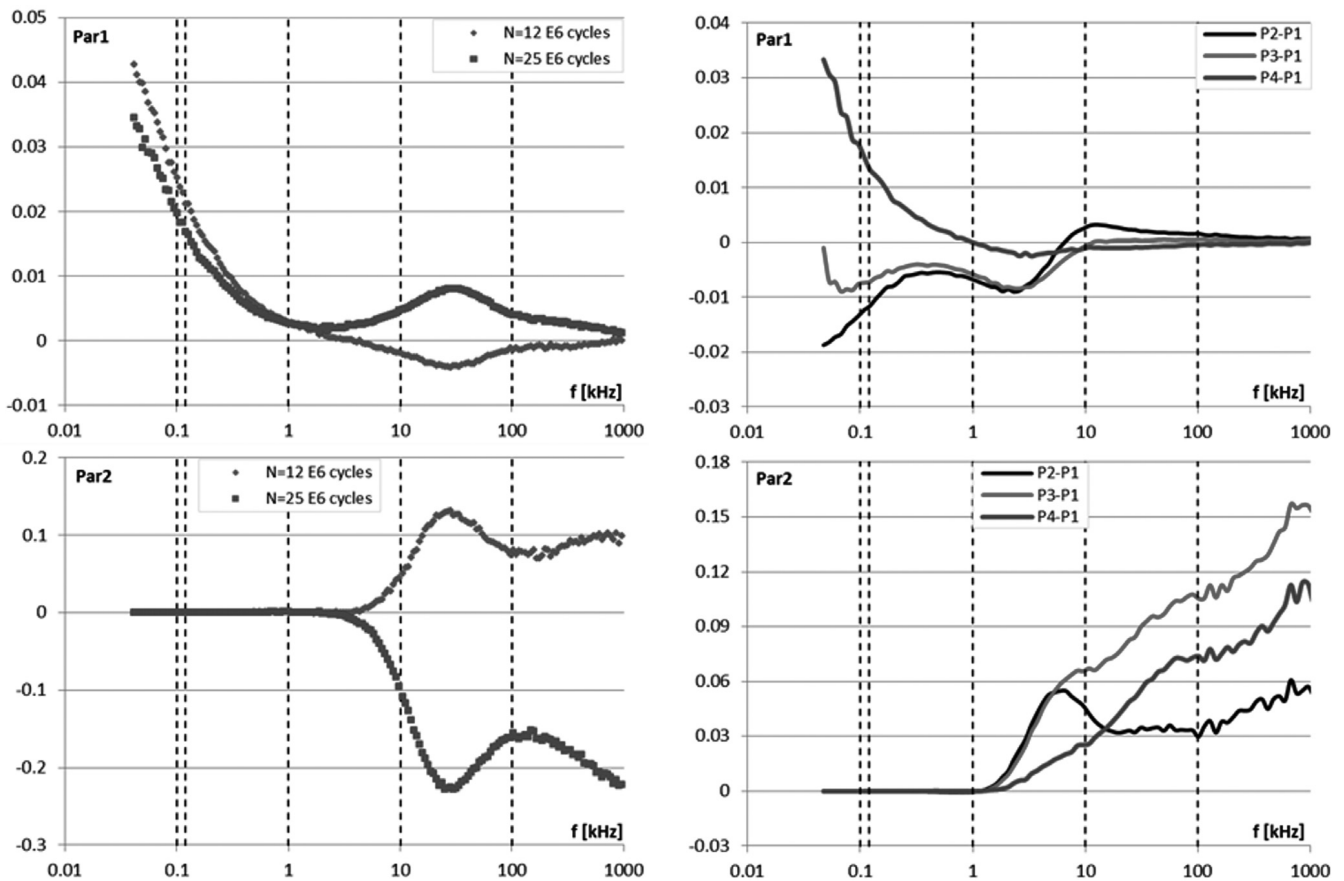 0.05
0.04
0.03
0.02
0.01
0
-0.01
Par1
N=12 E6 cycles
N=25 E6 cycles
f [kHz]
0.01 0.1 1 10 100 1000
0.04
0.03
0.02
0.01
0
-0.01
-0.02
-0.03
Par1
P2-P1
P3-P1
P4-P1
f [kHz]
0.01 0.1 1 10 100 1000
0.2
0.1
0
-0.1
-0.2
-0.3
Par2
N=12 E6 cycles
N=25 E6 cycles
f [kHz]
0.01 0.1 1 10 100 1000
0.18
0.15
0.12
0.09
0.06
0.03
0
-0.03
Par2
P2-P1
P3-P1
P4-P1
f [kHz]
0.01 0.1 1 10 100 1000